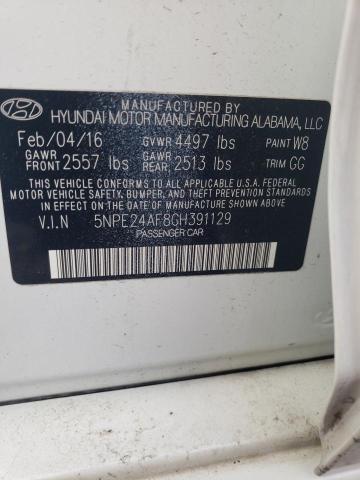 HYUNDAI MOTOR MANUFACTURING ALABAMA, LLC
Feb/04/16 GVWR 4497 lbs PAINT W8
GAWR FRONT 2557 lbs GAWR REAR 2513 lbs TRIM GG
THIS VEHICLE CONFORMS TO ALL APPLICABLE U.S. FEDERAL
MOTOR VEHICLE SAFETY, BUMPER, AND THEFT PREVENTION
STANDARDS IN EFFECT ON THE DATE OF MANUFACTURE SHOWN ABOVE.
V.I.N 5NPE24AF8GH391129
PASSENGER CAR